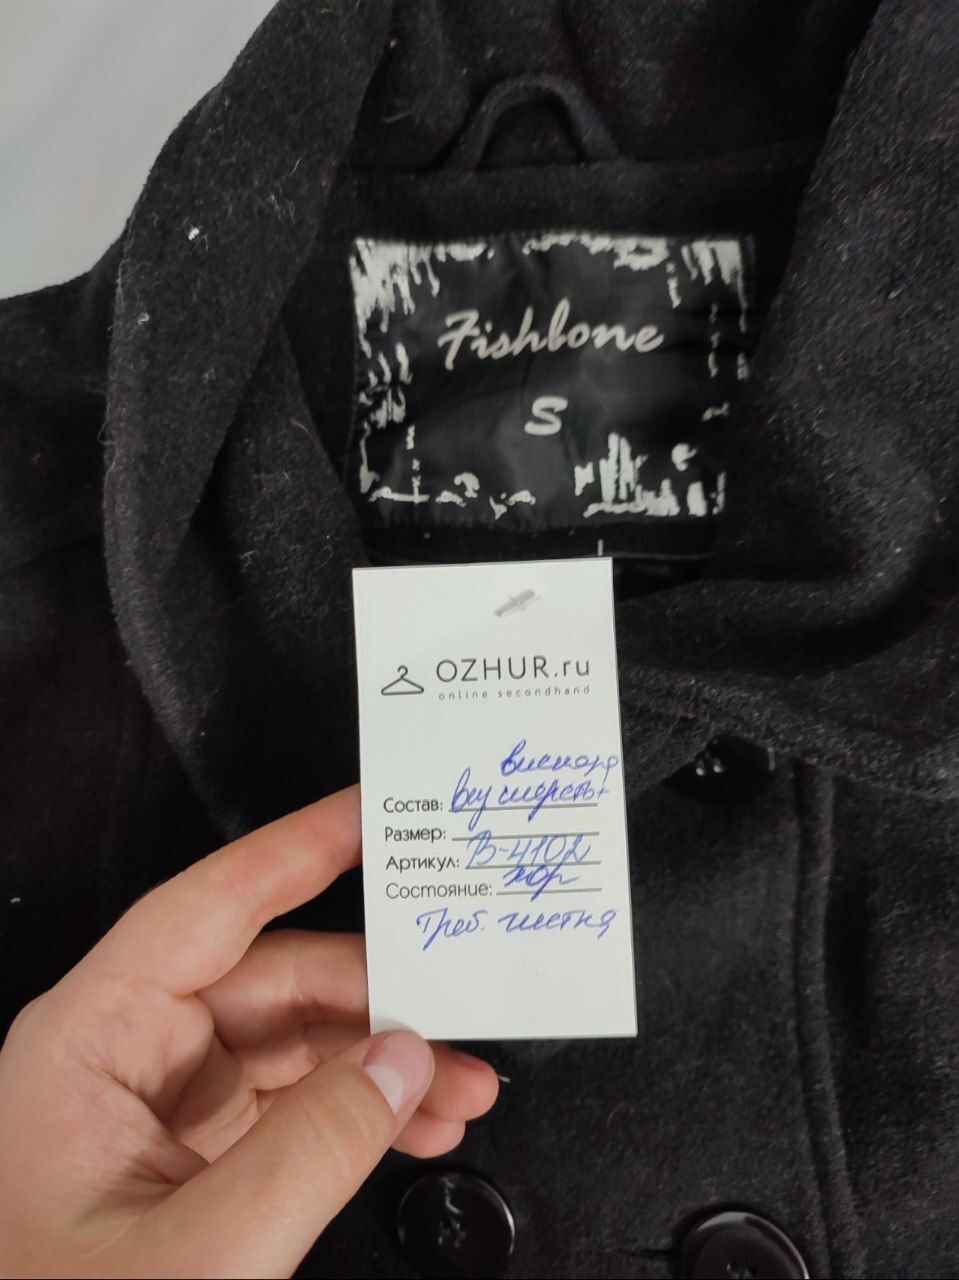 Fishbone
S
OZHUR.ru
online secondhand
вискоза
Состав: шерсть+
Размер:
Артикул: В-4102
Состояние: хор
Треб. чистка